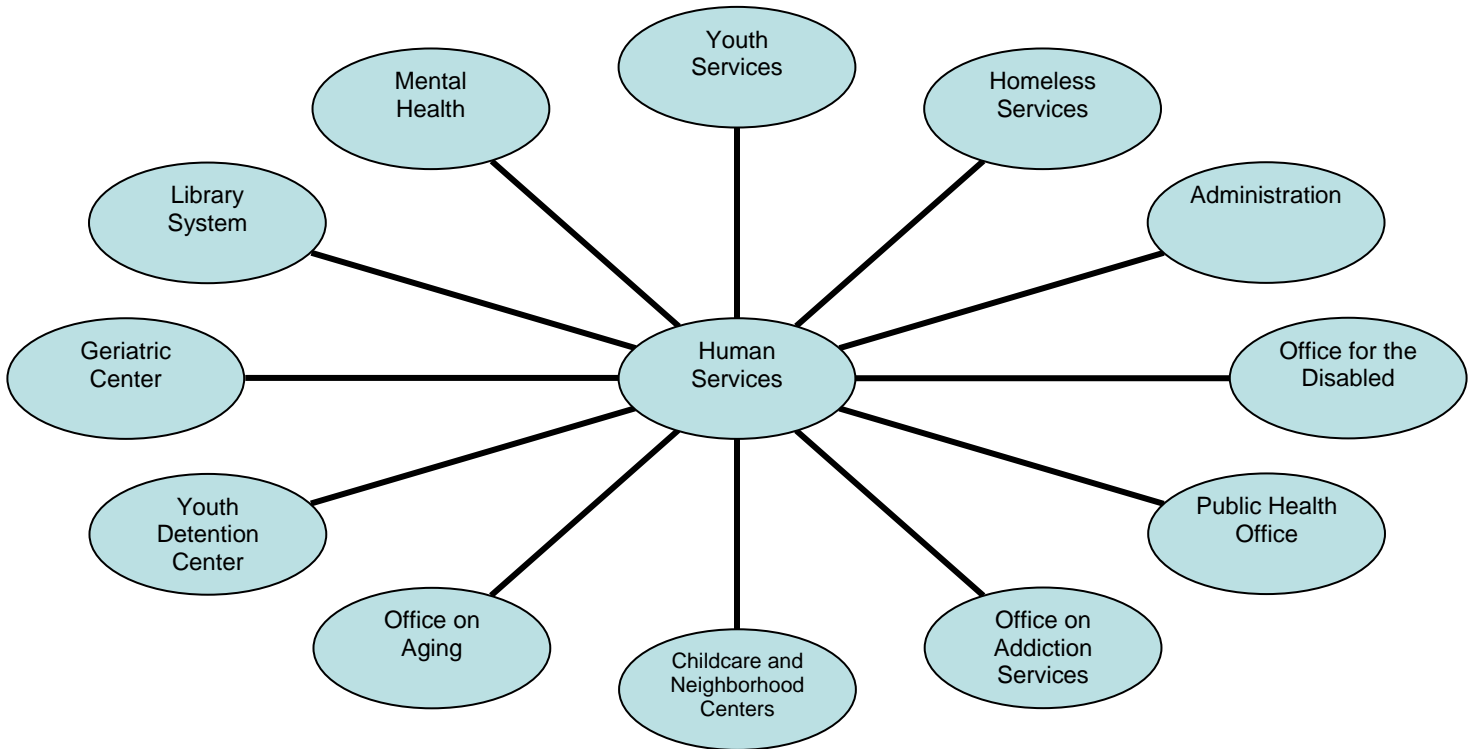 Youth
Services
Mental
Health
Homeless
Services
Library
System
Administration
Geriatric
Center
Human
Services
Office for the
Disabled
Youth
Detention
Center
Public Health
Office
Office on
Aging
Childcare and
Neighborhood
Centers
Office on
Addiction
Services